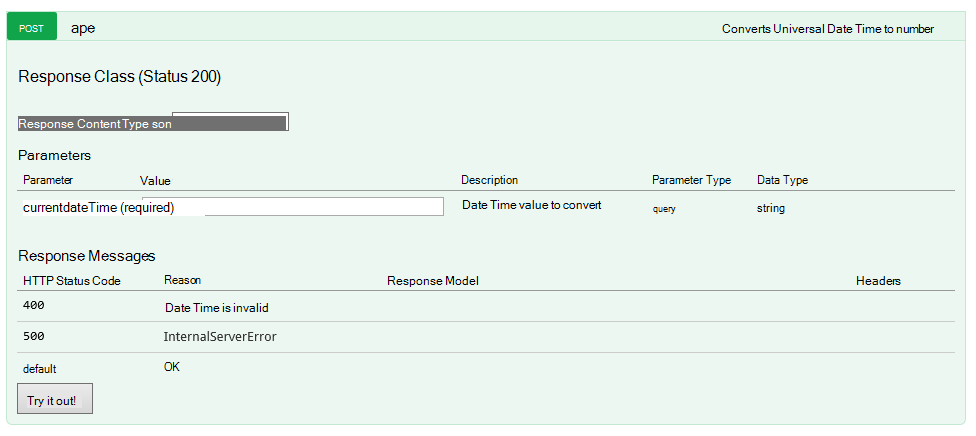 POST ape Converts Universal Date Time to number
Response Class (Status 200)
Response Content Type son
Parameters
Parameter Value Description Parameter Type Data Type
currentdateTime (required) Date Time value to convert query string
Response Messages
HTTP Status Code Reason Response Model Headers
400 Date Time is invalid
500 InternalServerError
default OK
Try it out!